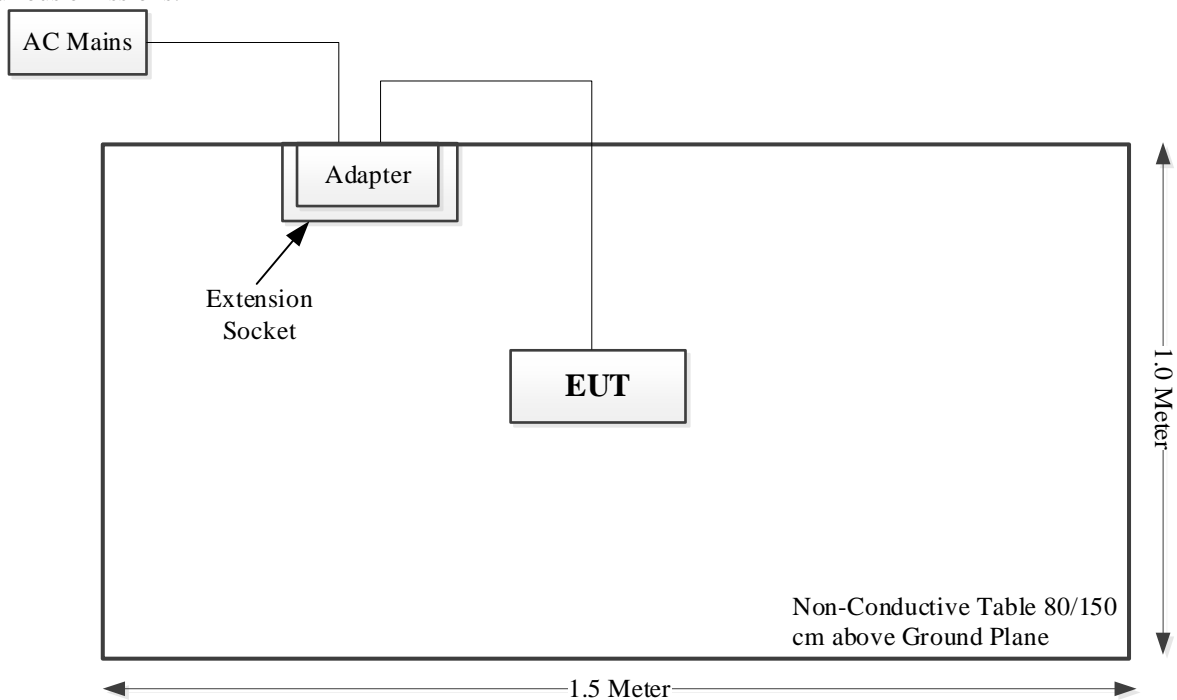 AC Mains
Adapter
Extension
Socket
EUT
1.0 Meter
Non-Conductive Table 80/150
cm above Ground Plane
1.5 Meter